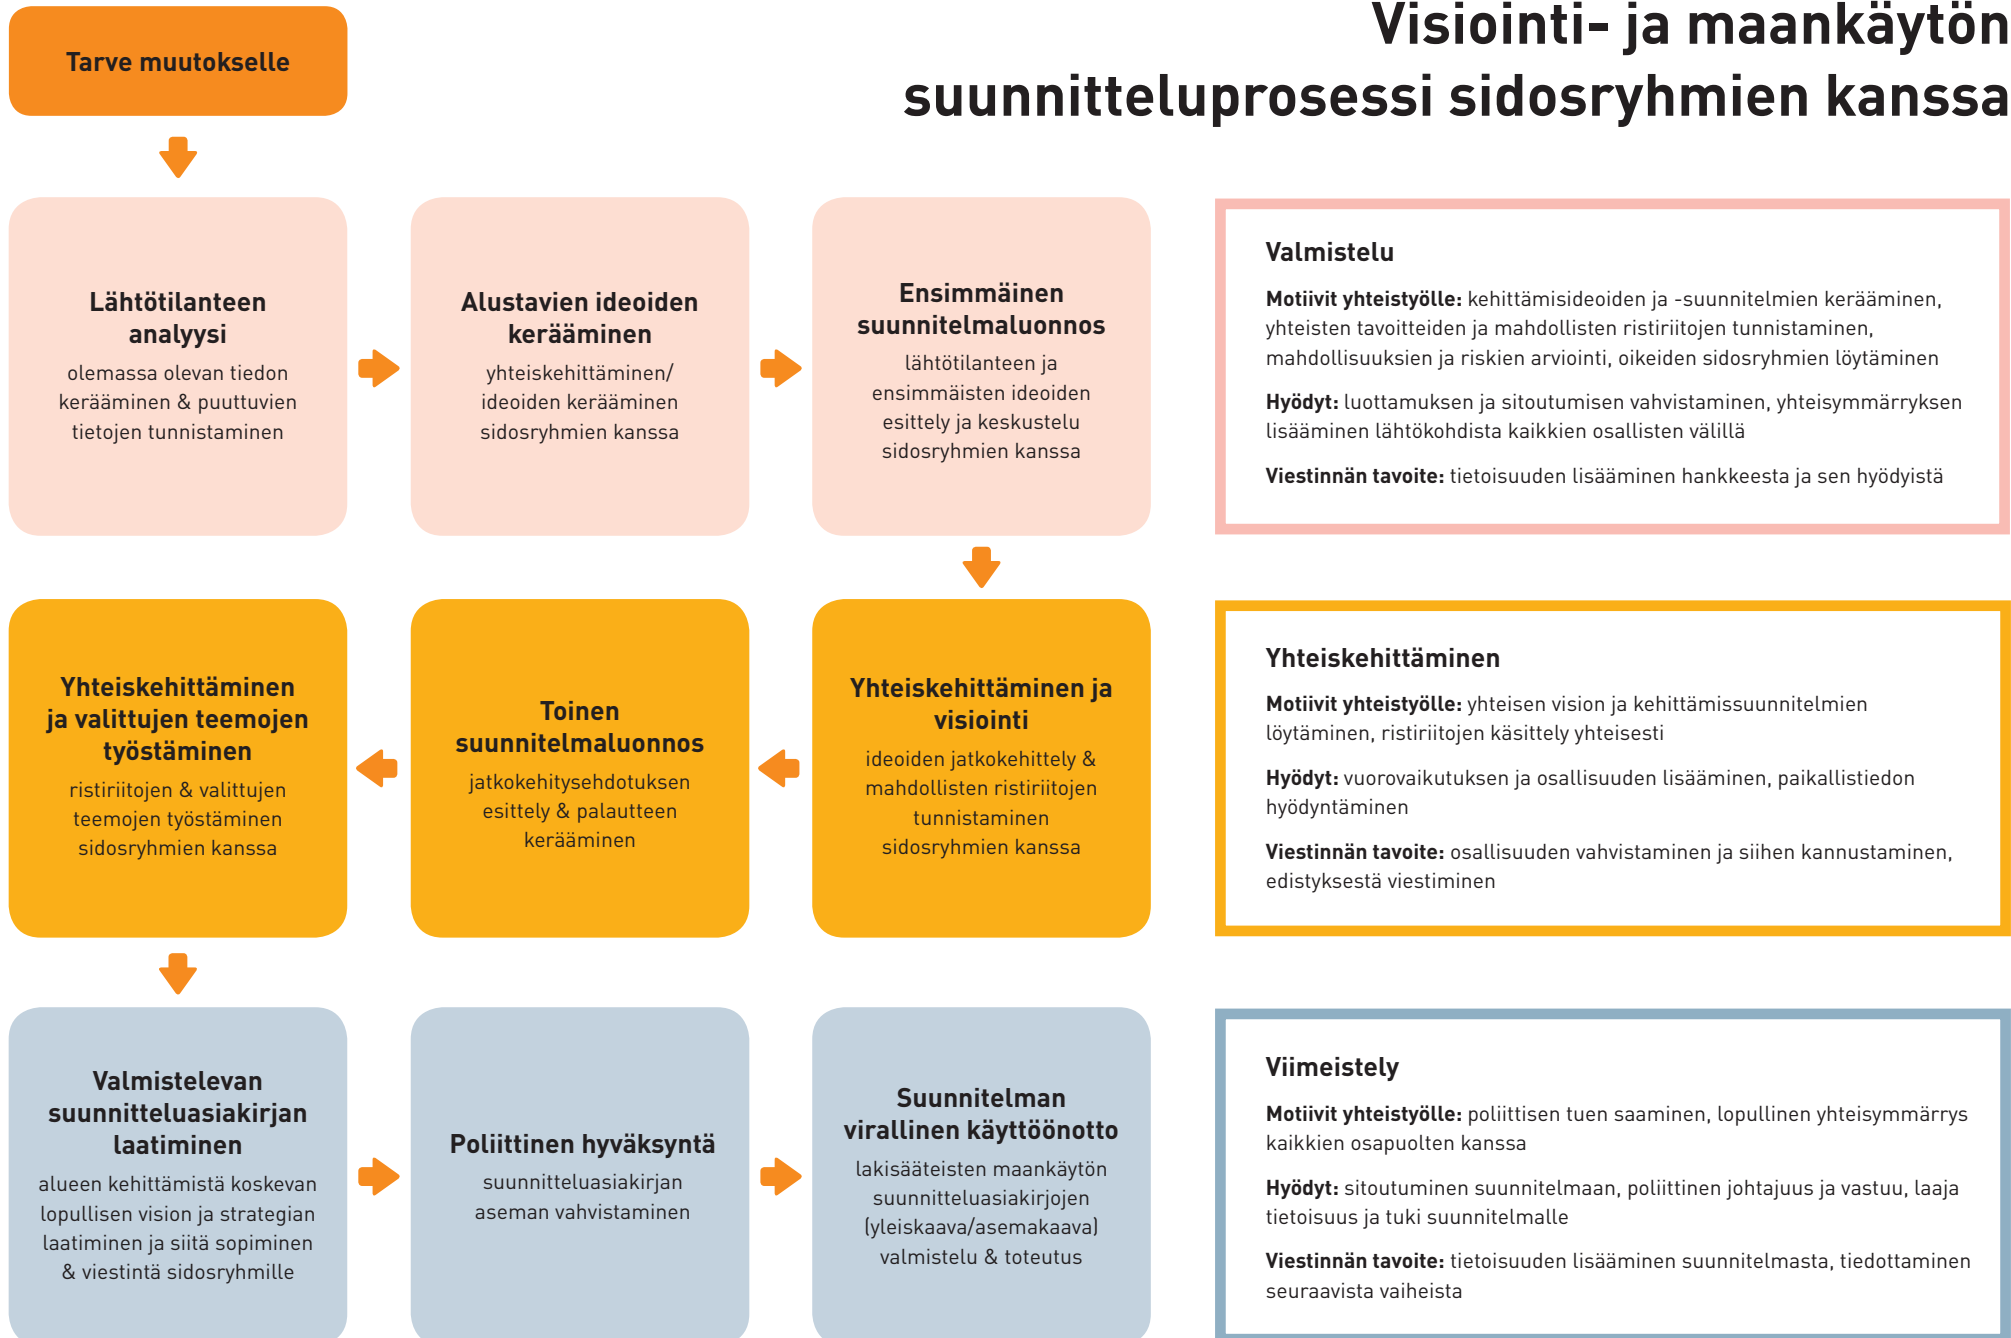 Visiointi- ja maankäytön
suunnitteluprosessi sidosryhmien kanssa
Tarve muutokselle
Lähtötilanteen
analyysi
olemassa olevan tiedon
kerääminen & puuttuvien
tietojen tunnistaminen
Alustavien ideoiden
kerääminen
yhteiskehittäminen/
ideoiden kerääminen
sidosryhmien kanssa
Ensimmäinen
suunnitelmaluonnos
lähtötilanteen ja
ensimmäisten ideoiden
esittely ja keskustelu
sidosryhmien kanssa
Valmistelu
Motiivit yhteistyölle: kehittämisideoiden ja -suunnitelmien kerääminen,
yhteisten tavoitteiden ja mahdollisten ristiriitojen tunnistaminen,
mahdollisuuksien ja riskien arviointi, oikeiden sidosryhmien löytäminen
Hyödyt: luottamuksen ja sitoutumisen vahvistaminen, yhteisymmärryksen
lisääminen lähtökohdista kaikkien osallisten välillä
Viestinnän tavoite: tietoisuuden lisääminen hankkeesta ja sen hyödyistä
Yhteiskehittäminen
ja valittujen teemojen
työstäminen
ristiriitojen & valittujen
teemojen työstäminen
sidosryhmien kanssa
Toinen
suunnitelmaluonnos
jatkokehitysehdotuksen
esittely & palautteen
kerääminen
Yhteiskehittäminen ja
visiointi
ideoiden jatkokehittely &
mahdollisten ristiriitojen
tunnistaminen
sidosryhmien kanssa
Yhteiskehittäminen
Motiivit yhteistyölle: yhteisen vision ja kehittämissuunnitelmien
löytäminen, ristiriitojen käsittely yhteisesti
Hyödyt: vuorovaikutuksen ja osallisuuden lisääminen, paikallistiedon
hyödyntäminen
Viestinnän tavoite: osallisuuden vahvistaminen ja siihen kannustaminen,
edistyksestä viestiminen
Valmistelevan
suunnitteluasiakirjan
laatiminen
alueen kehittämistä koskevan
lopullisen vision ja strategian
laatiminen ja siitä sopiminen
& viestintä sidosryhmille
Poliittinen hyväksyntä
suunnitteluasiakirjan
aseman vahvistaminen
Suunnitelman
virallinen käyttöönotto
lakisääteisten maankäytön
suunnitteluasiakirjojen
(yleiskaava/asemakaava)
valmistelu & toteutus
Viimeistely
Motiivit yhteistyölle: poliittisen tuen saaminen, lopullinen yhteisymmärrys
kaikkien osapuolten kanssa
Hyödyt: sitoutuminen suunnitelmaan, poliittinen johtajuus ja vastuu, laaja
tietoisuus ja tuki suunnitelmalle
Viestinnän tavoite: tietoisuuden lisääminen suunnitelmasta, tiedottaminen
seuraavista vaiheista